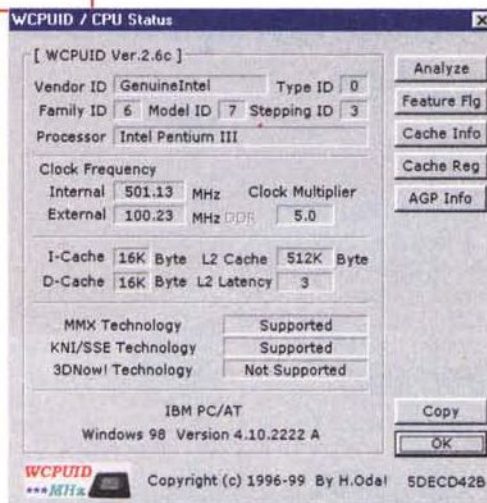 WCPUID / CPU Status
[ WCPUID Ver.2.6c ]
Vendor ID GenuineIntel Type ID 0
Family ID 6 Model ID 7 Stepping ID 3
Processor Intel Pentium III
Clock Frequency
Internal 501.13 MHz Clock Multiplier
External 100.23 MHz DDR 5.0
I-Cache 16K Byte L2 Cache 512K Byte
D-Cache 16K Byte L2 Latency 3
MMX Technology Supported
KNI/SSE Technology Supported
3DNow! Technology Not Supported
IBM PC/AT
Windows 98 Version 4.10.2222 A
Analyze
Feature Flg
Cache Info
Cache Reg
AGP Info
Copy
OK
WCPUID
***MHz
Copyright (c) 1996-99 By H.Oda! 5DECD42B